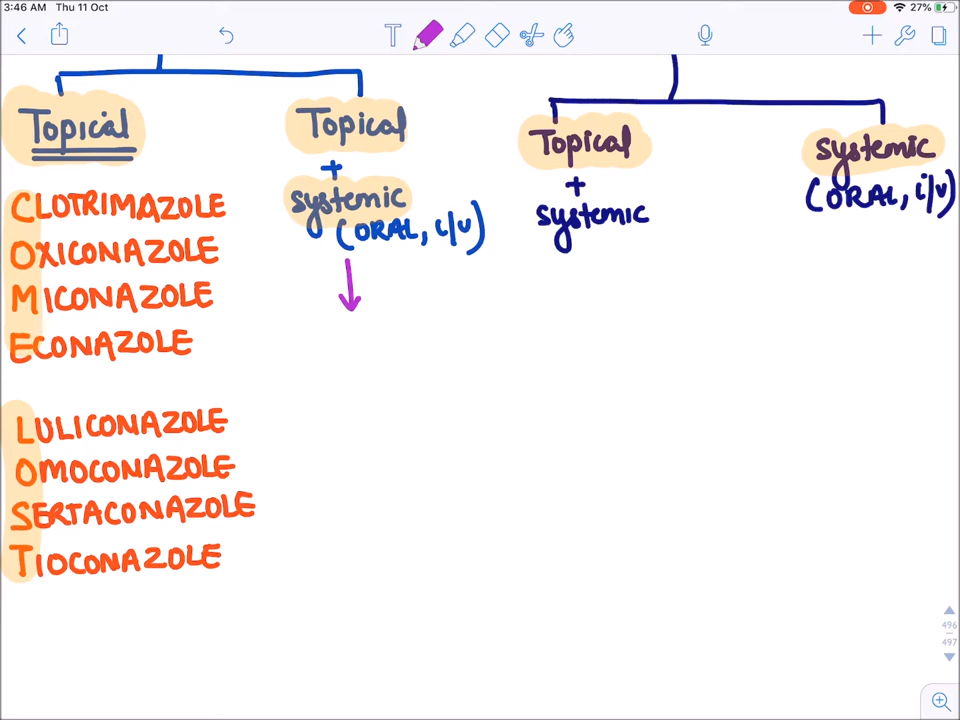 3:46 AM Thu 11 Oct
27%
T
Topical
CLOTRIMAZOLE
OXICONAZOLE
MICONAZOLE
ECONAZOLE
LULICONAZOLE
OMOCONAZOLE
SERTACONAZOLE
TIOCONAZOLE
Topical
+
systemic
(ORAL, i/v)
Topical
+
systemic
systemic
(ORAL, i/v)
496
497